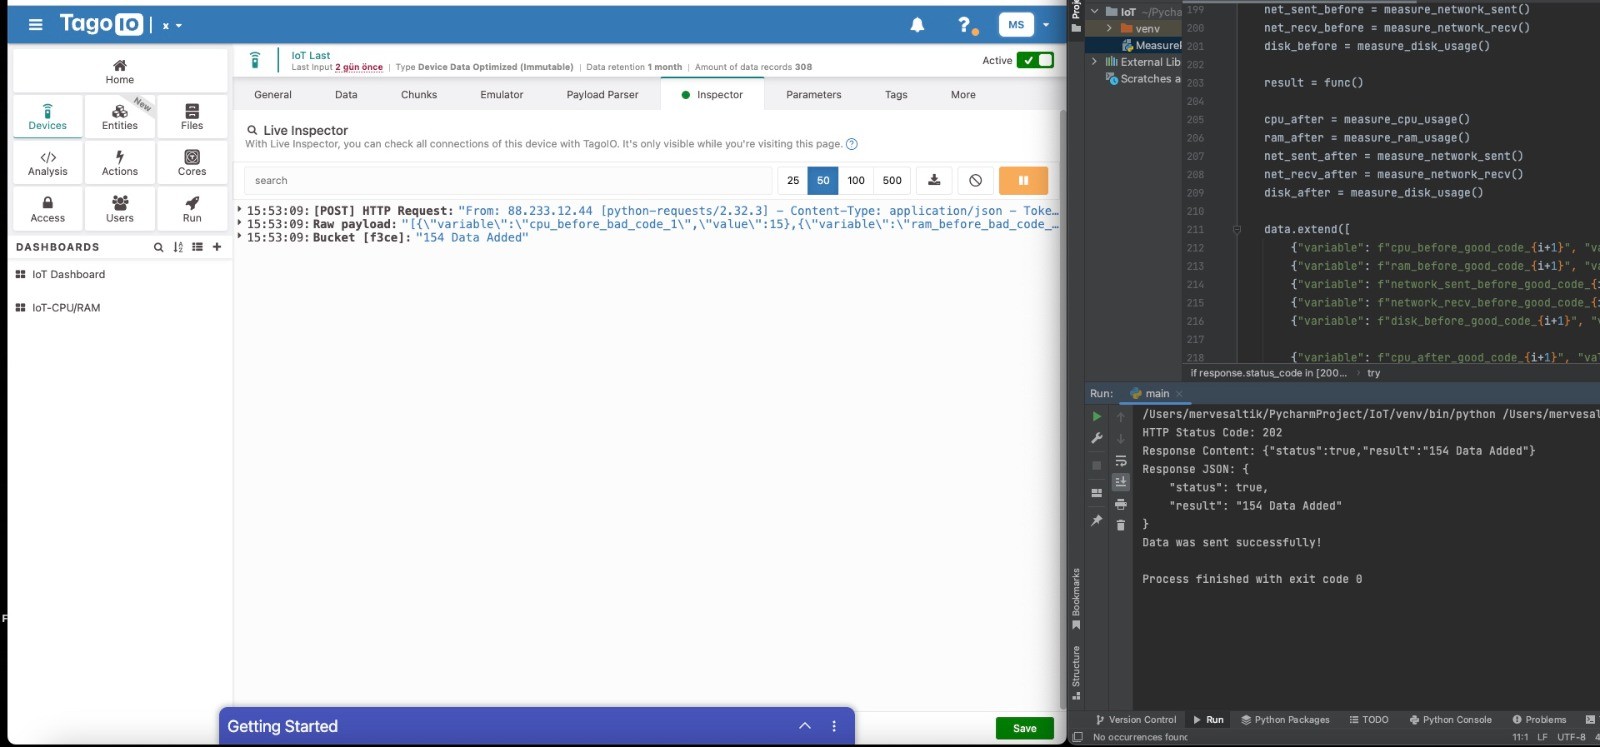 Tago IO
x
?
MS
Home
Devices
Entities
New
Files
Analysis
Actions
Cores
Access
Users
Run
DASHBOARDS
IoT Dashboard
IoT-CPU/RAM
IoT Last
Last Input 2 gün önce | Type Device Data Optimized (Immutable) | Data retention 1 month | Amount of data records 308
Active
General Data Chunks Emulator Payload Parser Inspector Parameters Tags More
Live Inspector
With Live Inspector, you can check all connections of this device with TagoIO. It's only visible while you're visiting this page. ?
search
25 50 100 500
15:53:09: [POST] HTTP Request: "From: 88.233.12.44 [python-requests/2.32.3] - Content-Type: application/json - Toke…
15:53:09: Raw payload: "[{\"variable\":\"cpu_before_bad_code_1\",\"value\":15},{\"variable\":\"ram_before_bad_code_…
15:53:09: Bucket [f3ce]: "154 Data Added"
Getting Started
Save
Proj
IoT ~/Pycha
venv
Measure
External Lib
Scratches a
199 net_sent_before = measure_network_sent()
200 net_recv_before = measure_network_recv()
201 disk_before = measure_disk_usage()
202
203 result = func()
204
205 cpu_after = measure_cpu_usage()
206 ram_after = measure_ram_usage()
207 net_sent_after = measure_network_sent()
208 net_recv_after = measure_network_recv()
209 disk_after = measure_disk_usage()
210
211 data.extend([
212 {"variable": f"cpu_before_good_code_{i+1}", "va
213 {"variable": f"ram_before_good_code_{i+1}", "va
214 {"variable": f"network_sent_before_good_code_{i
215 {"variable": f"network_recv_before_good_code_{i
216 {"variable": f"disk_before_good_code_{i+1}", "v
217
218 {"variable": f"cpu_after_good_code_{i+1}", "val
if response.status_code in [200... › try
Run: main
/Users/mervesaltik/PycharmProject/IoT/venv/bin/python /Users/mervesal
HTTP Status Code: 202
Response Content: {"status":true,"result":"154 Data Added"}
Response JSON: {
"status": true,
"result": "154 Data Added"
}
Data was sent successfully!
Process finished with exit code 0
Bookmarks
Structure
Version Control Run Python Packages TODO Python Console Problems
No occurrences found
11:1 LF UTF-8 4